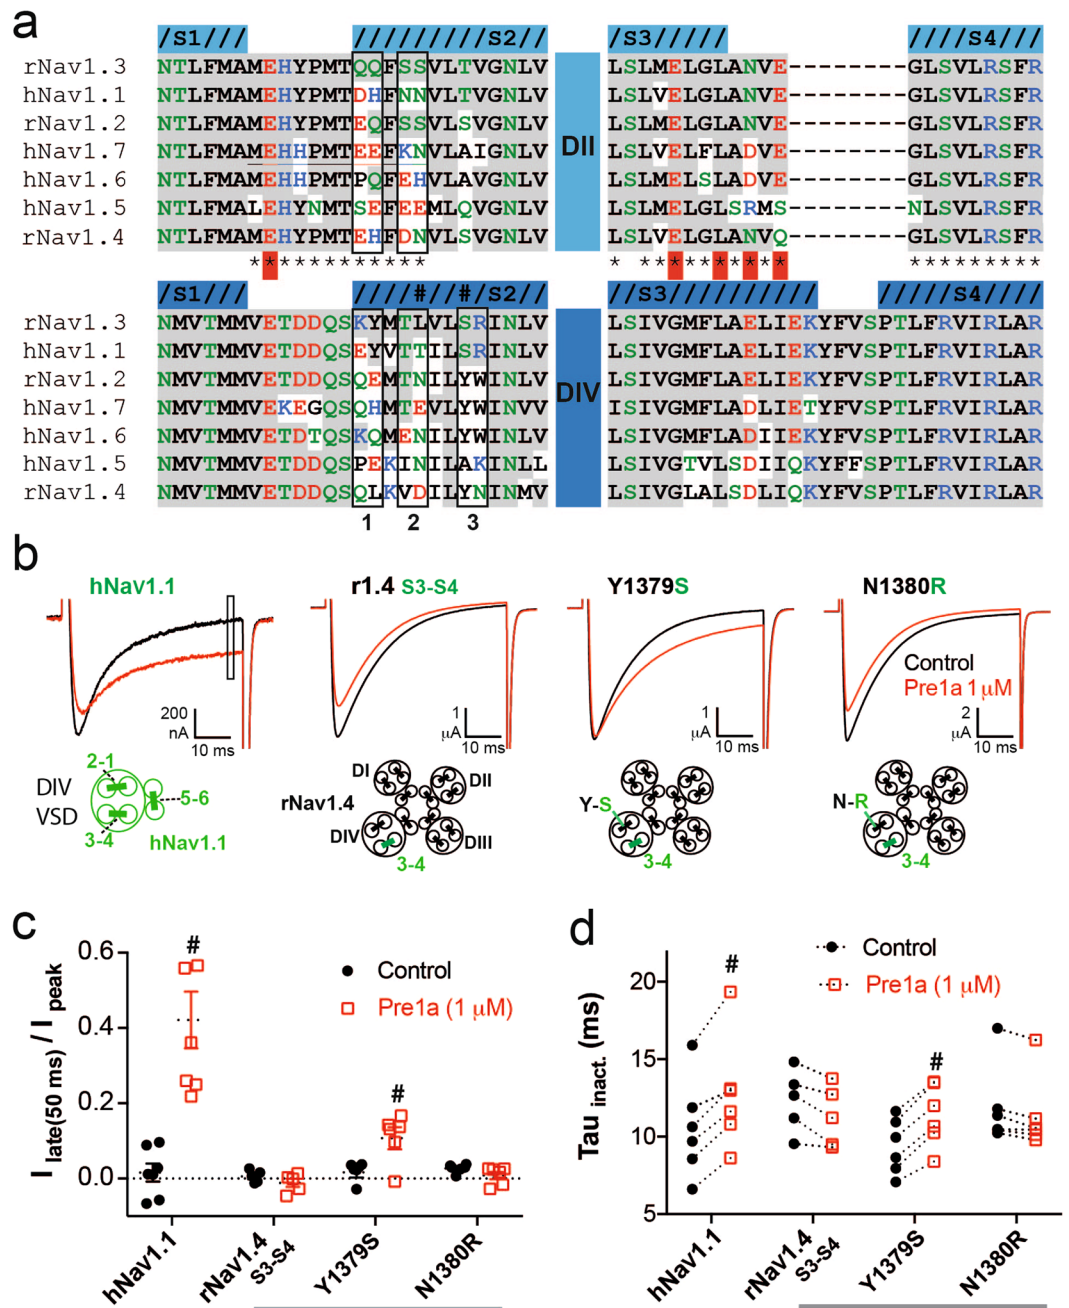 a
/S1/// /////////S2// S3///// ////S4///
rNav1.3 NTLFMAMEHYPMTQQFSSVLTVGNLV LSLMELGLANVE--------GLSVLRSFR
hNav1.1 NTLFMAMEHYPMTDHFNNVLTVGNLV LSLVELGLANVE--------GLSVLRSFR
rNav1.2 NTLFMAMEHYPMTEQFSSVLSVGNLV LSLVELGLANVE--------GLSVLRSFR
hNav1.7 NTLFMAMEHHPMTEEFKNVLAIGNLV LSLVELFLADVE--------GLSVLRSFR
hNav1.6 NTLFMAMEHHPMTPQFEHVLAVGNLV LSLMELSLADVE--------GLSVLRSFR
hNav1.5 NTLFMALEHYNMTSEFEEMLQVGNLV LSLMELGLSRMS--------NLSVLRSFR
rNav1.4 NTLFMAMEHYPMTEHFDNVLSVGNLV LSLVELGLANVQ--------GLSVLRSFR
DII
* * * * * * * * * * * * * * * * * * * * * * * * * * * * * * * *
/S1/// ////#//#/S2// //S3////////// /////S4////
rNav1.3 NMVTMMVETDDQSKYMTLVLSRINLV LSIVGMFLAELIEKYFVSPTLFRVIRLAR
hNav1.1 NMVTMMVETDDQSEYVTTILSRINLV LSIVGMFLAELIEKYFVSPTLFRVIRLAR
rNav1.2 NMVTMMVETDDQSQEMTNILYWINLV LSIVGMFLAELIEKYFVSPTLFRVIRLAR
hNav1.7 NMVTMMVEKEGQSQHMTEVLYWINVV ISIVGMFLADLIETYFVSPTLFRVIRLAR
hNav1.6 NMVTMMVETDTQSKQMENILYWINLV LSIVGMFLADIIEKYFVSPTLFRVIRLAR
hNav1.5 NMVTMMVETDDQSPEKINILAKINLL LSIVGTVLSDIIQKYFFSPTLFRVIRLAR
rNav1.4 NMVTMMVETDDQSQLKVDILYNINMV LSIVGLALSDLIQKYFVSPTLFRVIRLAR
DIV
1 2 3
b
hNav1.1 r1.4 S3-S4 Y1379S N1380R
Control
Pre1a 1 μM
200 nA 10 ms
1 μA 10 ms
1 μA 10 ms
2 μA 10 ms
2-1
DIV VSD
5-6
3-4
hNav1.1
DI DII
rNav1.4
DIV DIII
3-4
Y-S
3-4
N-R
3-4
c
I late(50 ms) / I peak
0.6
0.4
0.2
0.0
#
#
Control
Pre1a (1 μM)
hNav1.1
rNav1.4 S3-S4
Y1379S
N1380R
d
Tau inact. (ms)
20
15
10
5
#
#
Control
Pre1a (1 μM)
hNav1.1
rNav1.4 S3-S4
Y1379S
N1380R